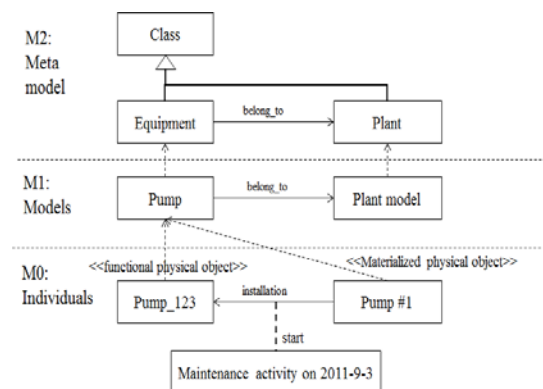 M2:
Meta
model
Class
Equipment
belong_to
Plant
M1:
Models
Pump
belong_to
Plant model
M0:
Individuals
<<functional physical object>>
<<Materialized physical object>>
Pump_123
installation
Pump #1
start
Maintenance activity on 2011-9-3